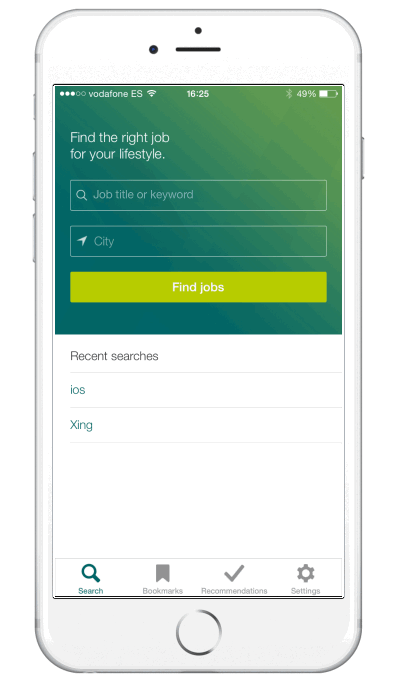 vodafone ES 16:25 49%
Find the right job
for your lifestyle.
Job title or keyword
City
Find jobs
Recent searches
ios
Xing
Search Bookmarks Recommendations Settings